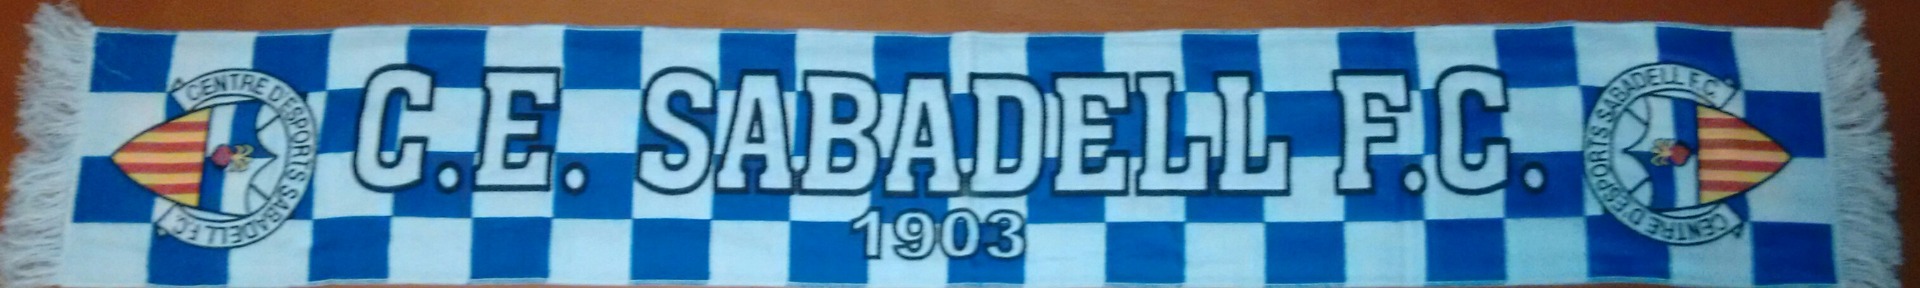 CENTRE D'ESPORTS SABADELL F.C.
C.E. SABADELL F.C.
1903
CENTRE D'ESPORTS SABADELL F.C.